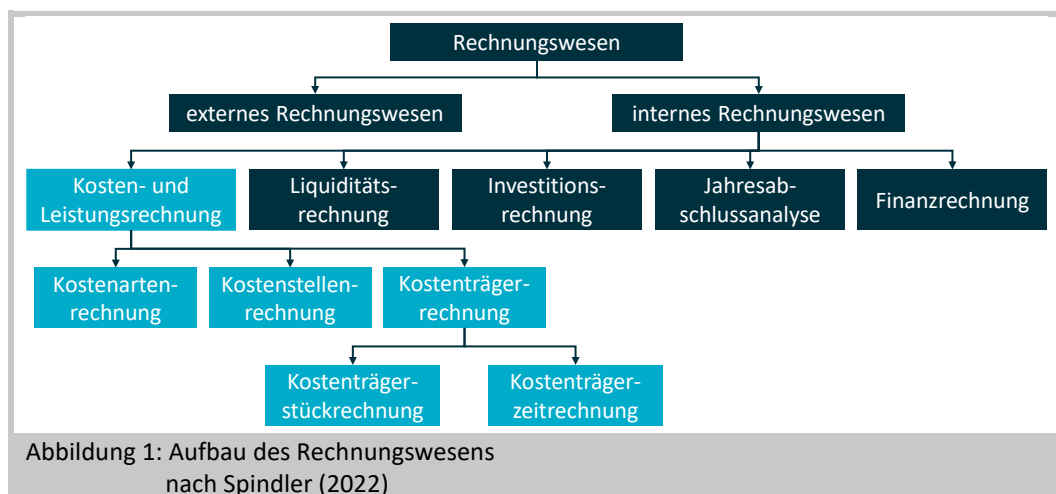 Rechnungswesen
externes Rechnungswesen
internes Rechnungswesen
Kosten- und
Leistungsrechnung
Liquiditäts-
rechnung
Investitions-
rechnung
Jahresab-
schlussanalyse
Finanzrechnung
Kostenarten-
rechnung
Kostenstellen-
rechnung
Kostenträger-
rechnung
Kostenträger-
stückrechnung
Kostenträger-
zeitrechnung
Abbildung 1: Aufbau des Rechnungswesens
nach Spindler (2022)